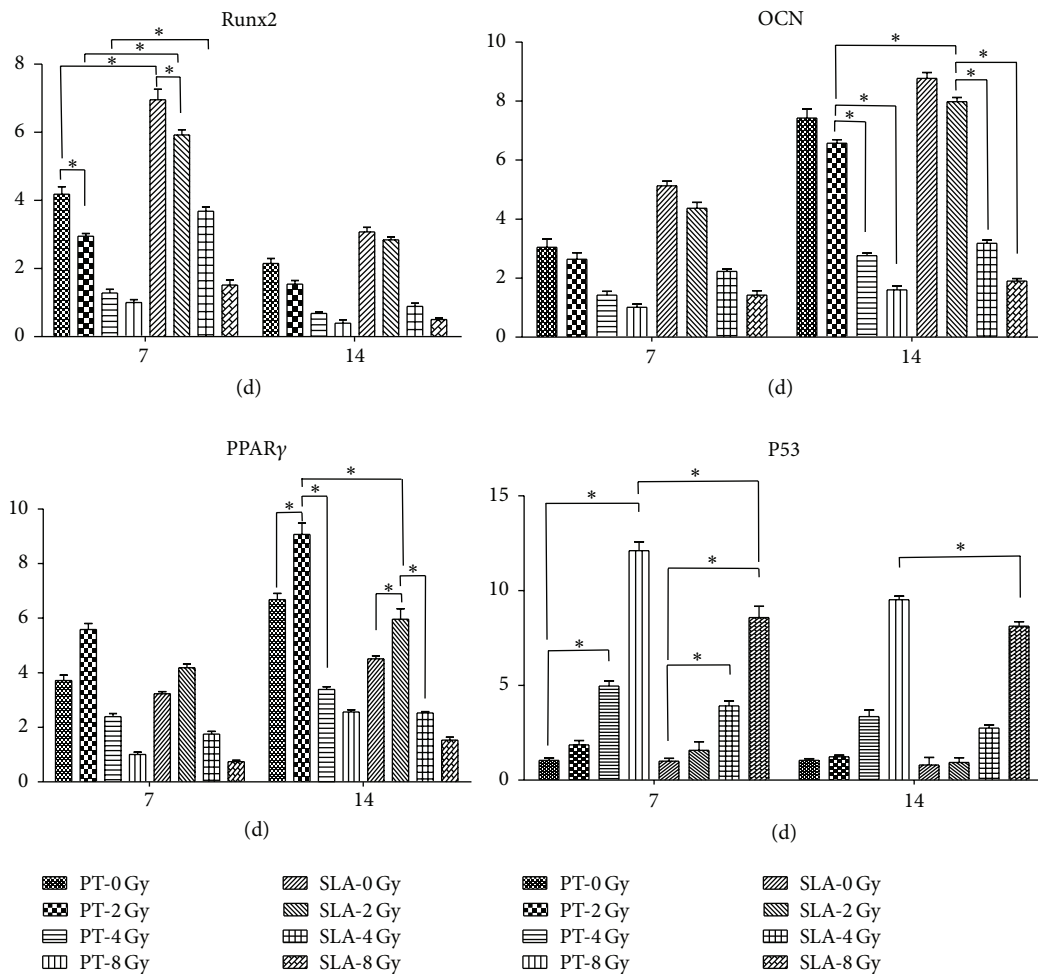 Runx2
8
6
4
2
0
*
*
*
*
*
7
14
(d)
OCN
10
8
6
4
2
0
*
*
*
*
*
7
14
(d)
PPARγ
10
8
6
4
2
0
*
*
*
*
*
7
14
(d)
P53
15
10
5
0
*
*
*
*
*
*
7
14
(d)
PT-0 Gy
PT-2 Gy
PT-4 Gy
PT-8 Gy
SLA-0 Gy
SLA-2 Gy
SLA-4 Gy
SLA-8 Gy
PT-0 Gy
PT-2 Gy
PT-4 Gy
PT-8 Gy
SLA-0 Gy
SLA-2 Gy
SLA-4 Gy
SLA-8 Gy